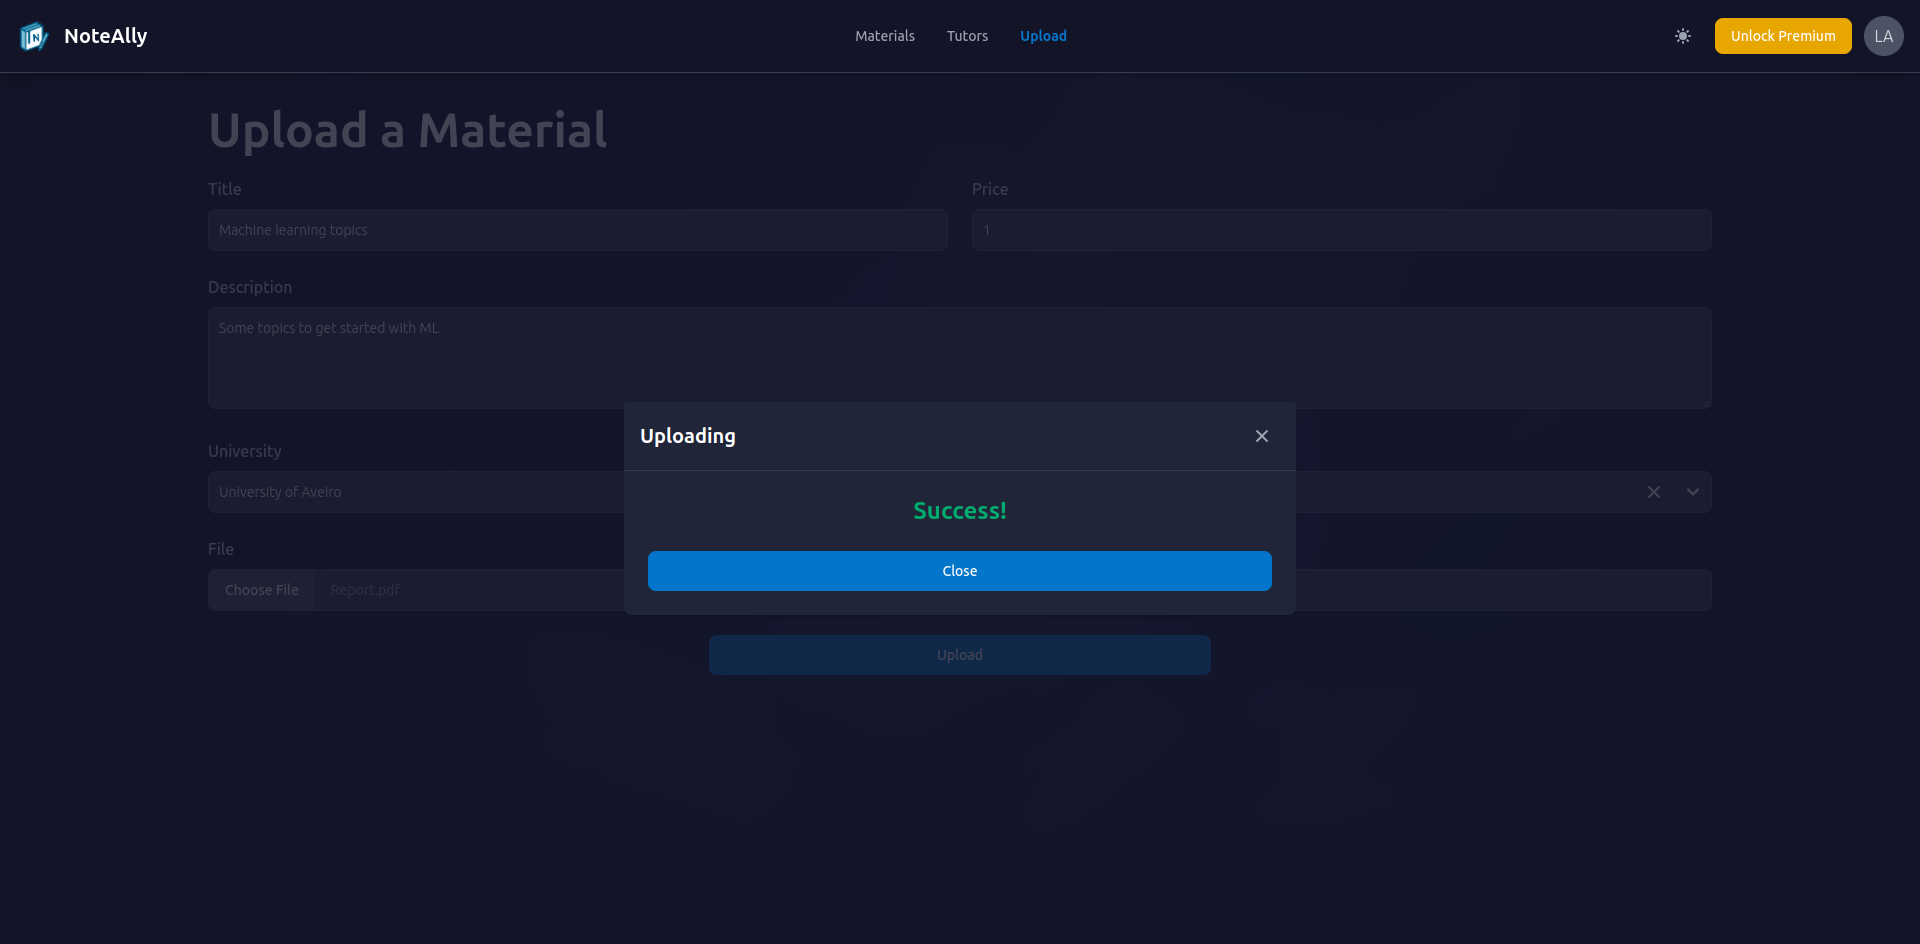 NoteAlly
Materials Tutors Upload
Unlock Premium LA
Upload a Material
Title Price
Machine learning topics 1
Description
Some topics to get started with ML
Uploading
University
University of Aveiro
Success!
File
Choose File Report.pdf
Close
Upload